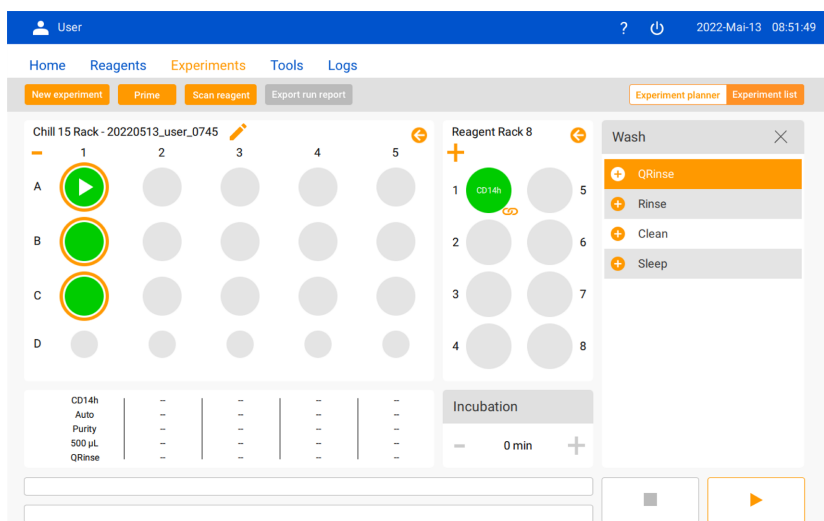 User ? 2022-Mai-13 08:51:49
Home Reagents Experiments Tools Logs
New experiment Prime Scan reagent Export run report Experiment planner Experiment list
Chill 15 Rack - 20220513_user_0745
1 2 3 4 5
A
B
C
D
Reagent Rack 8
1 CD14h 5
2 6
3 7
4 8
Wash
QRinse
Rinse
Clean
Sleep
CD14h -- -- -- --
Auto -- -- -- --
Purity -- -- -- --
500 µL -- -- -- --
QRinse -- -- -- --
Incubation
0 min